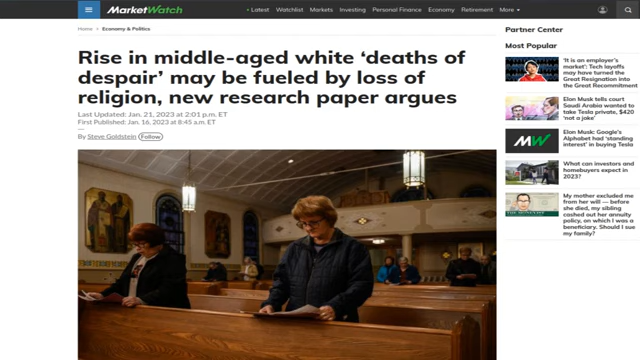 MarketWatch
Latest Watchlist Markets Investing Personal Finance Economy Retirement More
Home Economy & Politics
Rise in middle-aged white ‘deaths of
despair’ may be fueled by loss of
religion, new research paper argues
Last Updated: Jan. 21, 2023 at 2:01 p.m. ET
First Published: Jan. 16, 2023 at 8:45 a.m. ET
By Steve Goldstein Follow
Partner Center
Most Popular
‘It is an employer’s
market’: Tech layoffs
may have turned the
Great Resignation into
the Great Recommitment
Elon Musk tells court
Saudi Arabia wanted to
take Tesla private, $420
‘not a joke’
MW
Elon Musk: Google’s
Alphabet had ‘standing
interest’ in buying Tesla
What can investors and
homebuyers expect in
2023?
My mother excluded me
from her will — before
she died, my sibling
cashed out her annuity
policy, on which I was a
beneficiary. Should I sue
my family?
THE MONEYIST